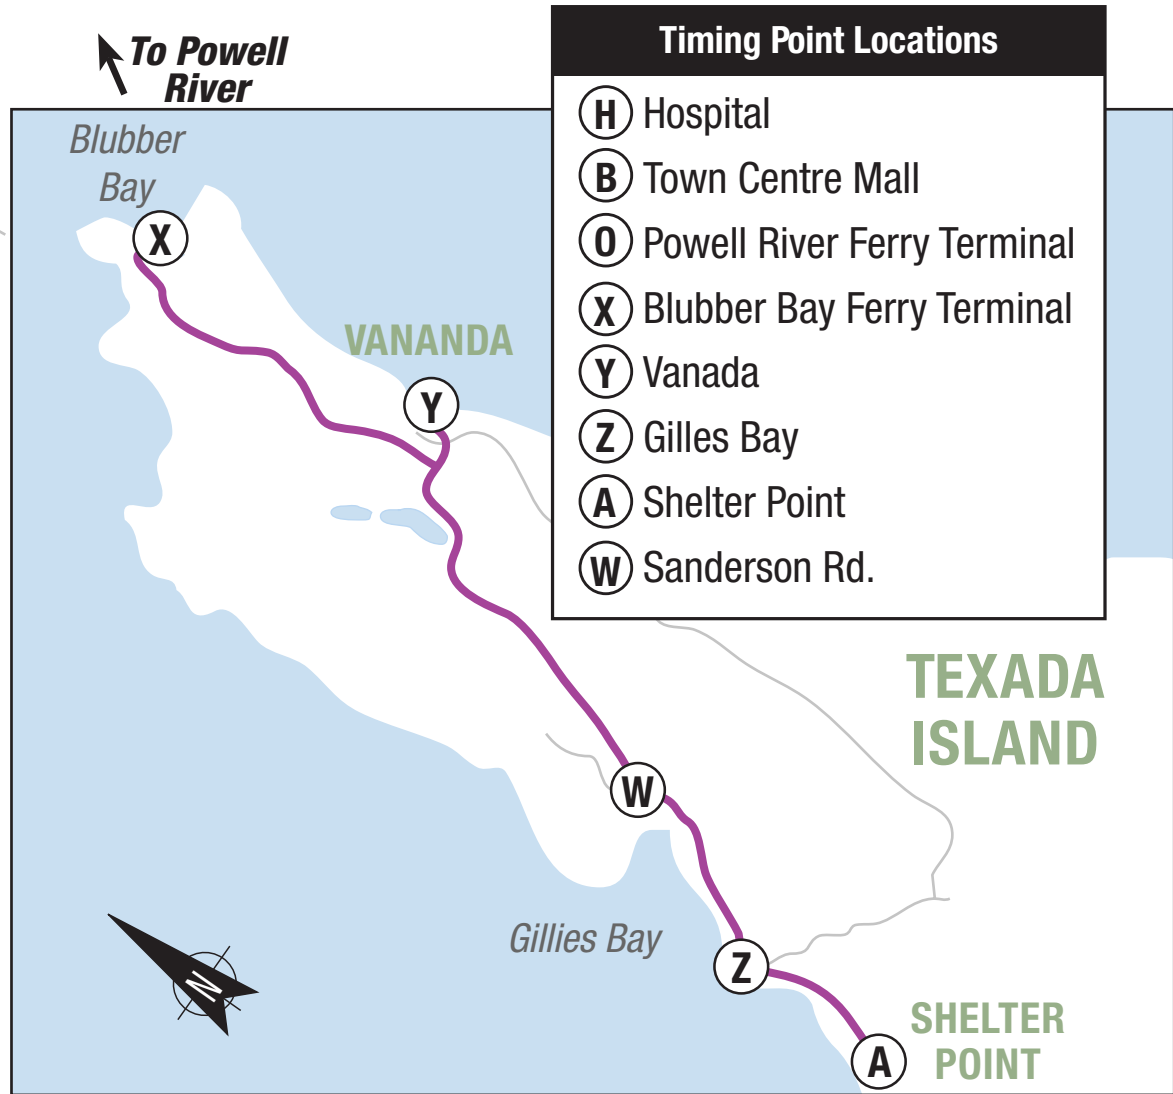 To Powell
River
Timing Point Locations
H Hospital
B Town Centre Mall
O Powell River Ferry Terminal
X Blubber Bay Ferry Terminal
Y Vanada
Z Gilles Bay
A Shelter Point
W Sanderson Rd.
Blubber
Bay
X
VANANDA
Y
TEXADA
ISLAND
W
Gillies Bay
Z
N
SHELTER
POINT
A